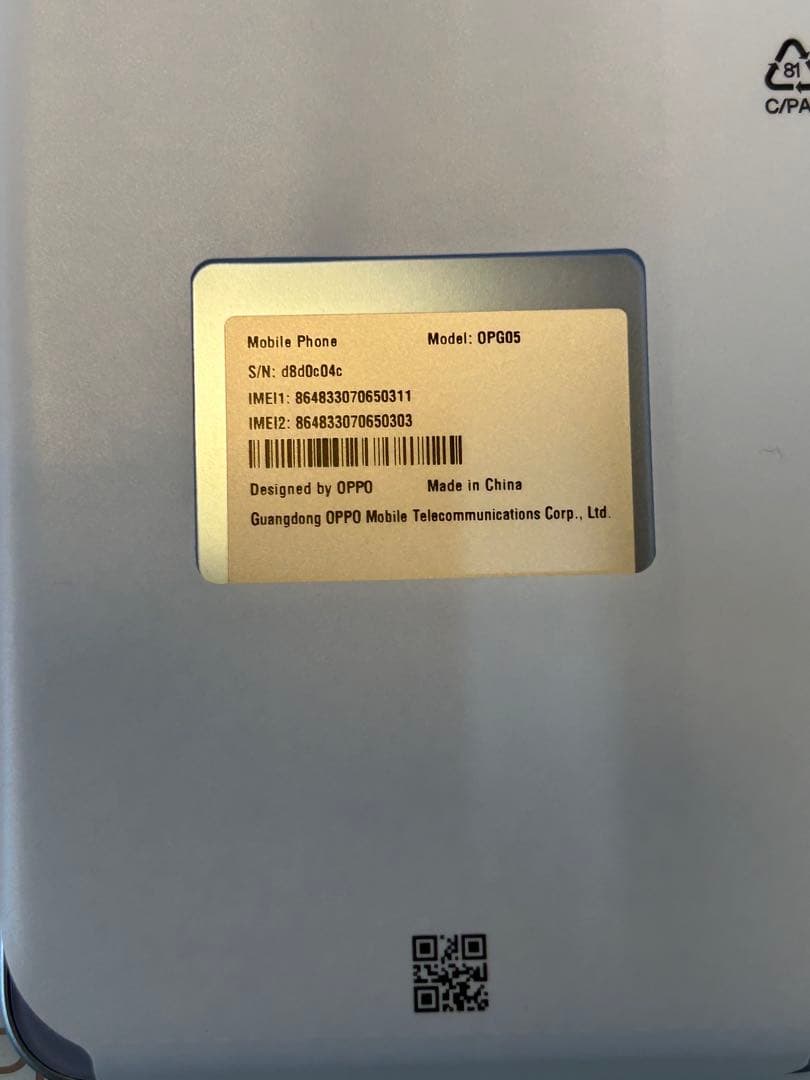 81
C/PA
Mobile Phone Model: OPG05
S/N: d8d0c04c
IMEI1: 864833070650311
IMEI2: 864833070650303
Designed by OPPO Made in China
Guangdong OPPO Mobile Telecommunications Corp., Ltd.